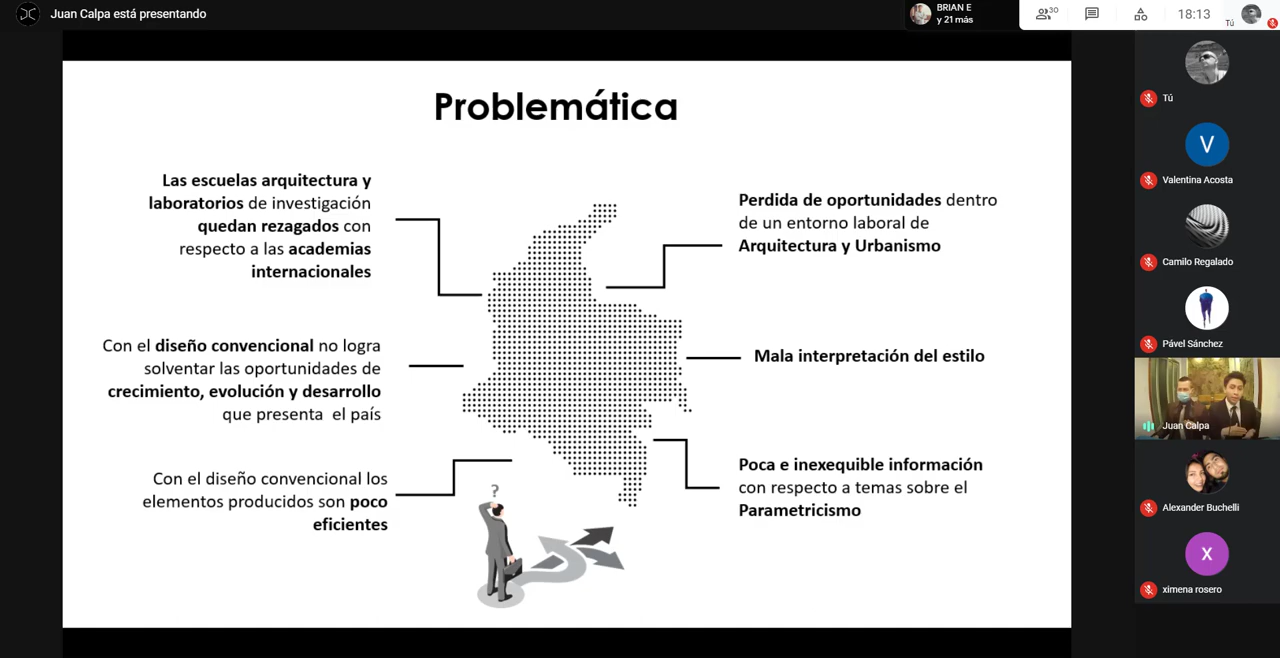 Juan Calpa está presentando
BRIAN E
y 21 más
30
18:13
Tú
Problemática
Las escuelas arquitectura y
laboratorios de investigación
quedan rezagados con
respecto a las academias
internacionales
Con el diseño convencional no logra
solventar las oportunidades de
crecimiento, evolución y desarrollo
que presenta el país
Con el diseño convencional los
elementos producidos son poco
eficientes
?
Perdida de oportunidades dentro
de un entorno laboral de
Arquitectura y Urbanismo
Mala interpretación del estilo
Poca e inexequible información
con respecto a temas sobre el
Parametricismo
Tú
V
Valentina Acosta
Camilo Regalado
Pável Sánchez
Juan Calpa
Alexander Buchelli
X
ximena rosero